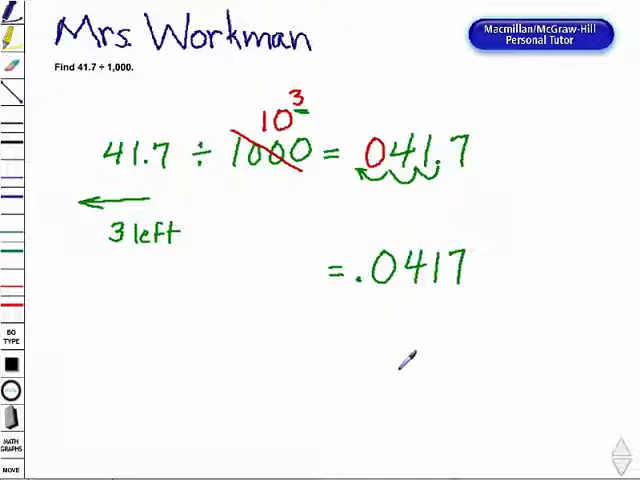 Mrs. Workman
Macmillan/McGraw-Hill
Personal Tutor
Find 41.7 ÷ 1,000.
10³
41.7 ÷ 1000 = 041.7
3 left
= .0417
BG
TYPE
MATH
GRAPHS
MOVE